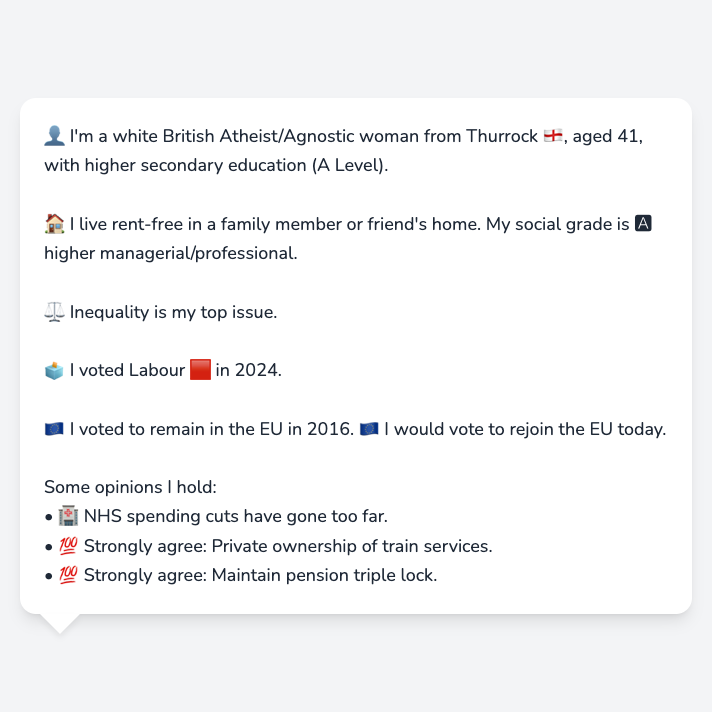 👤 I'm a white British Atheist/Agnostic woman from Thurrock 🏴󠁧󠁢󠁥󠁮󠁧󠁿, aged 41,
with higher secondary education (A Level).
🏠 I live rent-free in a family member or friend's home. My social grade is 🅰
higher managerial/professional.
⚖️ Inequality is my top issue.
🗳️ I voted Labour 🟥 in 2024.
🇪🇺 I voted to remain in the EU in 2016. 🇪🇺 I would vote to rejoin the EU today.
Some opinions I hold:
• 🏥 NHS spending cuts have gone too far.
• 💯 Strongly agree: Private ownership of train services.
• 💯 Strongly agree: Maintain pension triple lock.